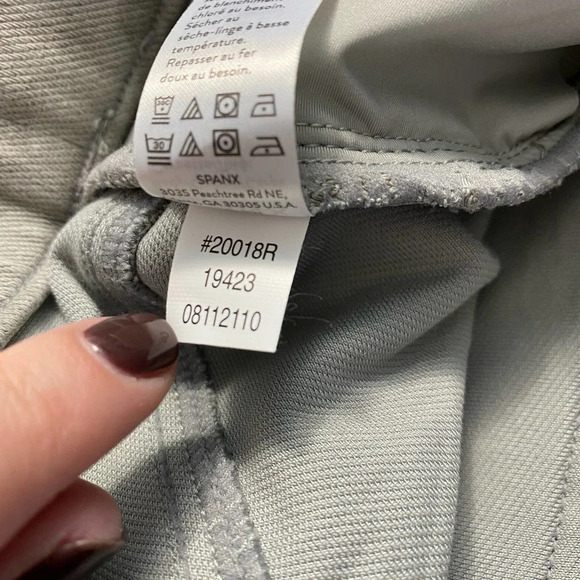 de blanchiment
chloré au besoin.
Sécher au
sèche-linge à basse
température.
Repasser au fer
doux au besoin.
30
SPANX
3035 Peachtree Rd NE,
GA 30305 U.S.A.
#20018R
19423
08112110